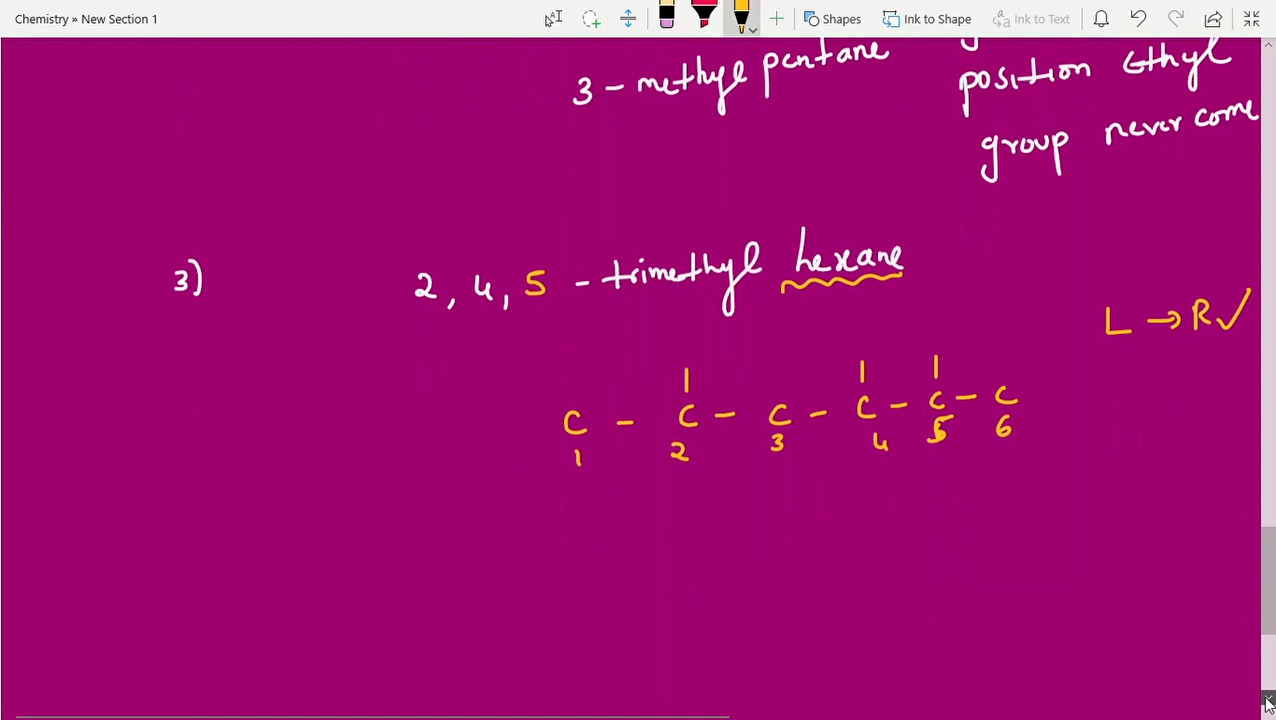 Chemistry » New Section 1
Shapes
Ink to Shape
Ink to Text
3 - methyl pentane
position Ethyl
group never come
3)
2, 4, 5 - trimethyl hexane
L → R ✓
C - C - C - C - C - C
1 2 3 4 5 6